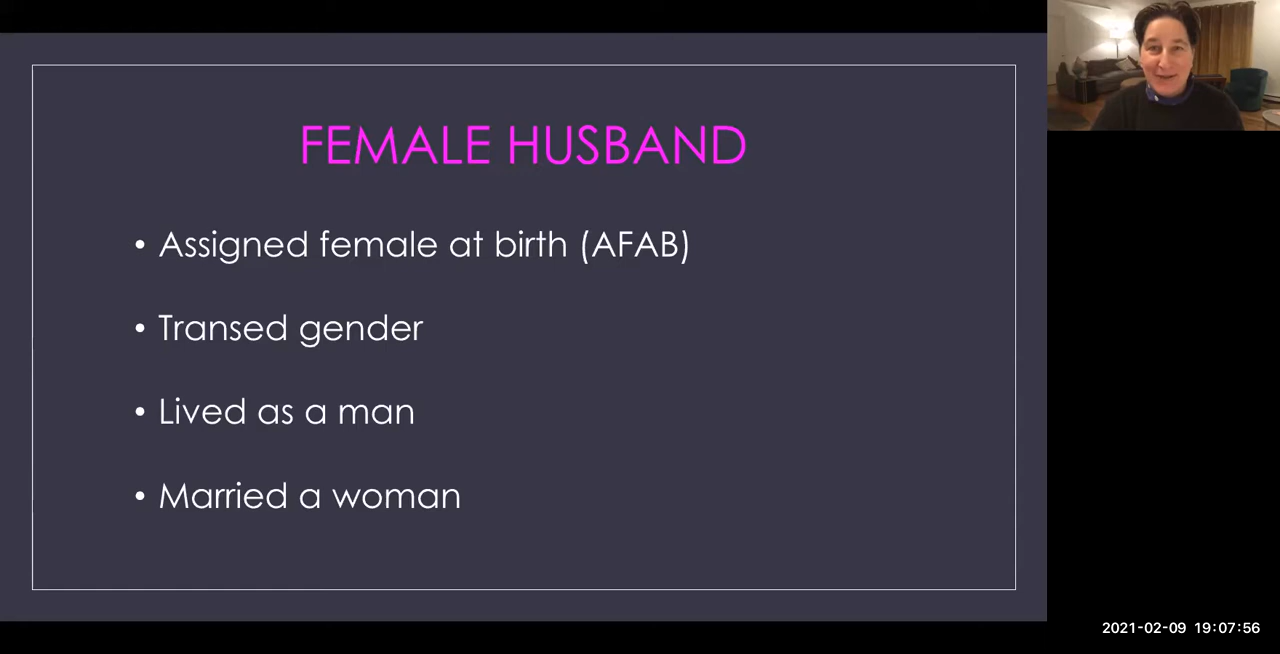 FEMALE HUSBAND
• Assigned female at birth (AFAB)
• Transed gender
• Lived as a man
• Married a woman
2021-02-09 19:07:56